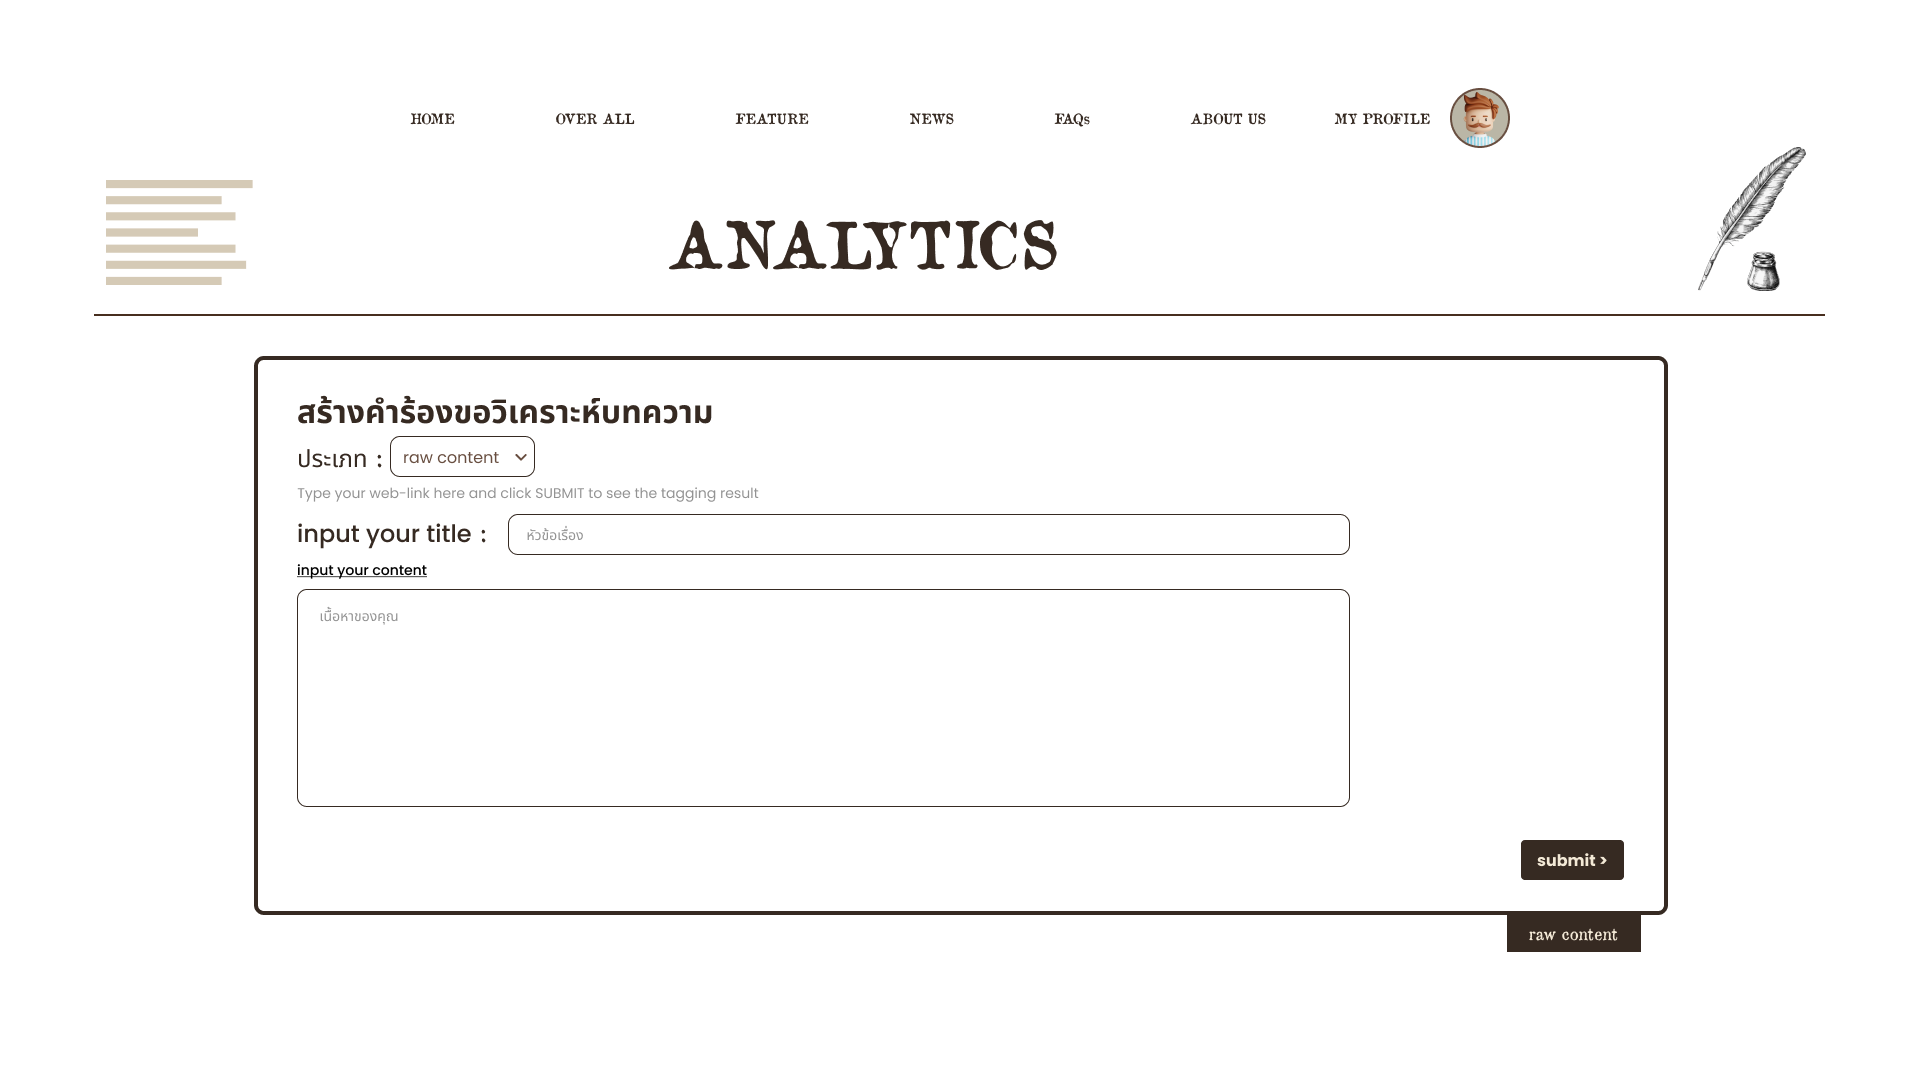 HOME OVER ALL FEATURE NEWS FAQs ABOUT US MY PROFILE
ANALYTICS
สร้างคำร้องขอวิเคราะห์บทความ
ประเภท : raw content
Type your web-link here and click SUBMIT to see the tagging result
input your title : หัวข้อเรื่อง
input your content
เนื้อหาของคุณ
submit >
raw content